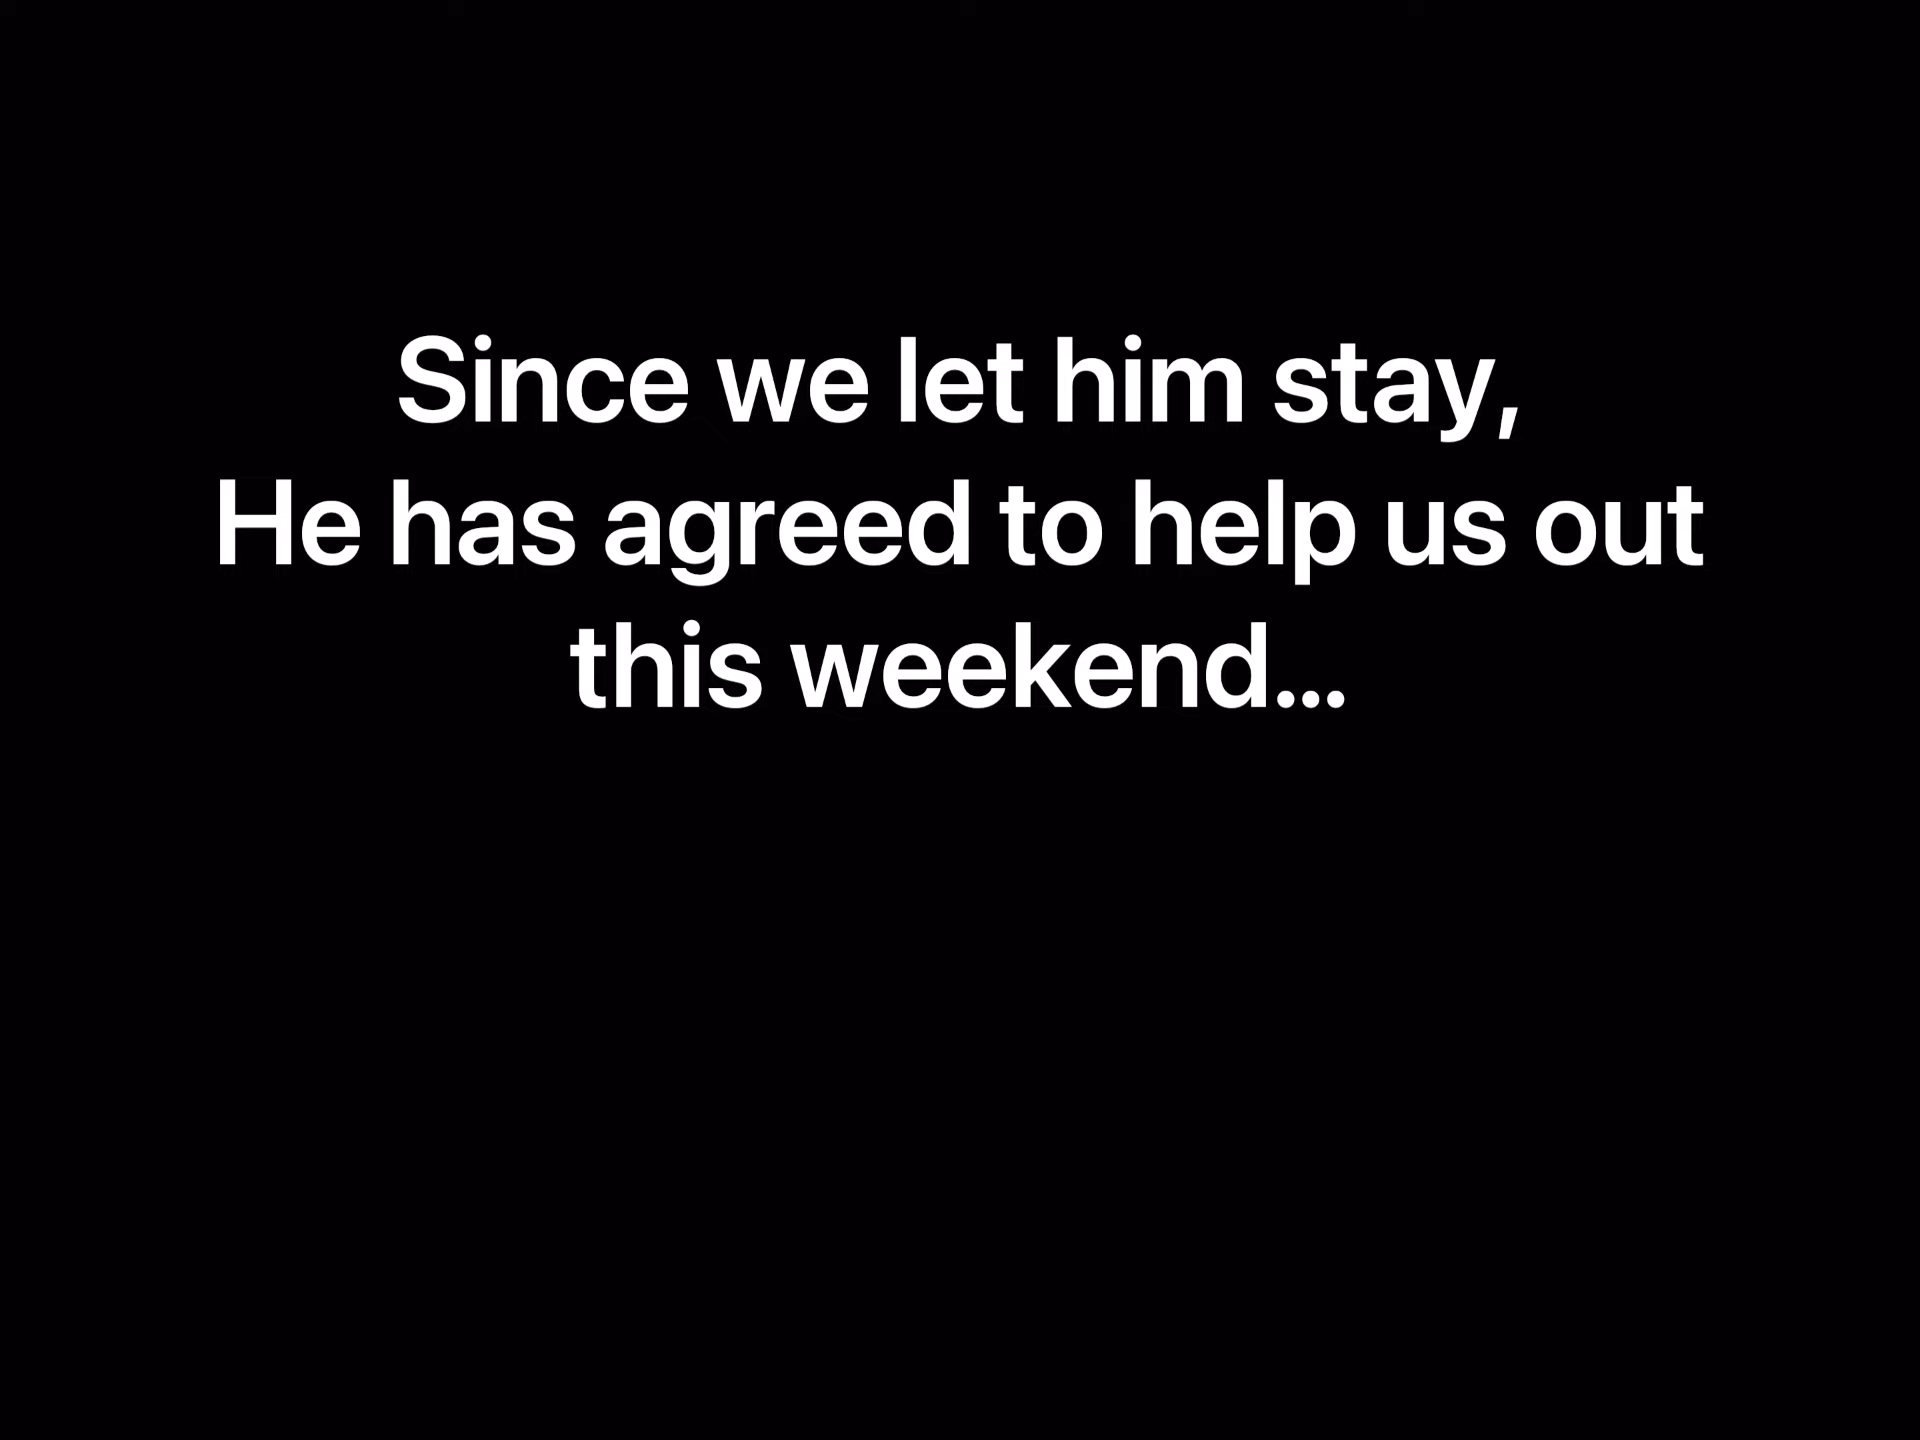 Since we let him stay,
He has agreed to help us out
this weekend...